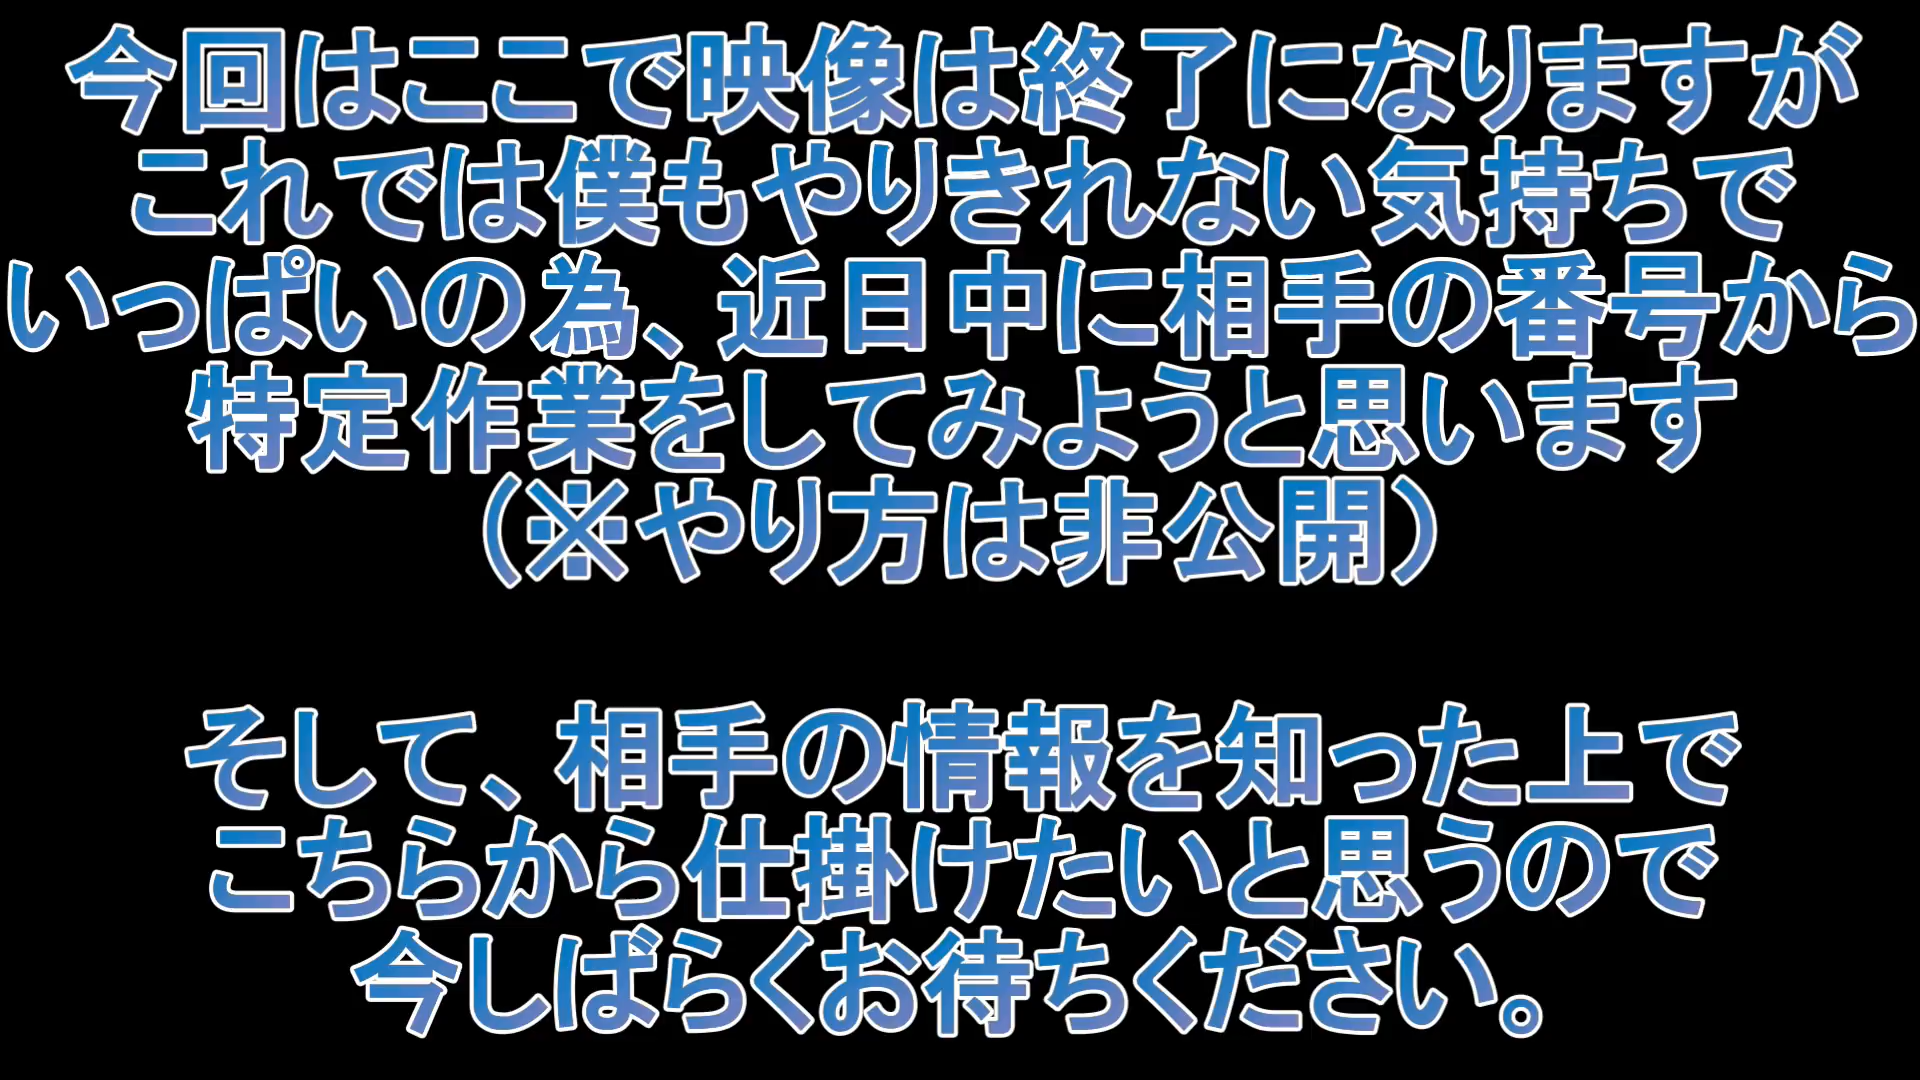 今回はここで映像は終了になりますが
これでは僕もやりきれない気持ちで
いっぱいの為、近日中に相手の番号から
特定作業をしてみようと思います
(※やり方は非公開)
そして、相手の情報を知った上で
こちらから仕掛けたいと思うので
今しばらくお待ちください。